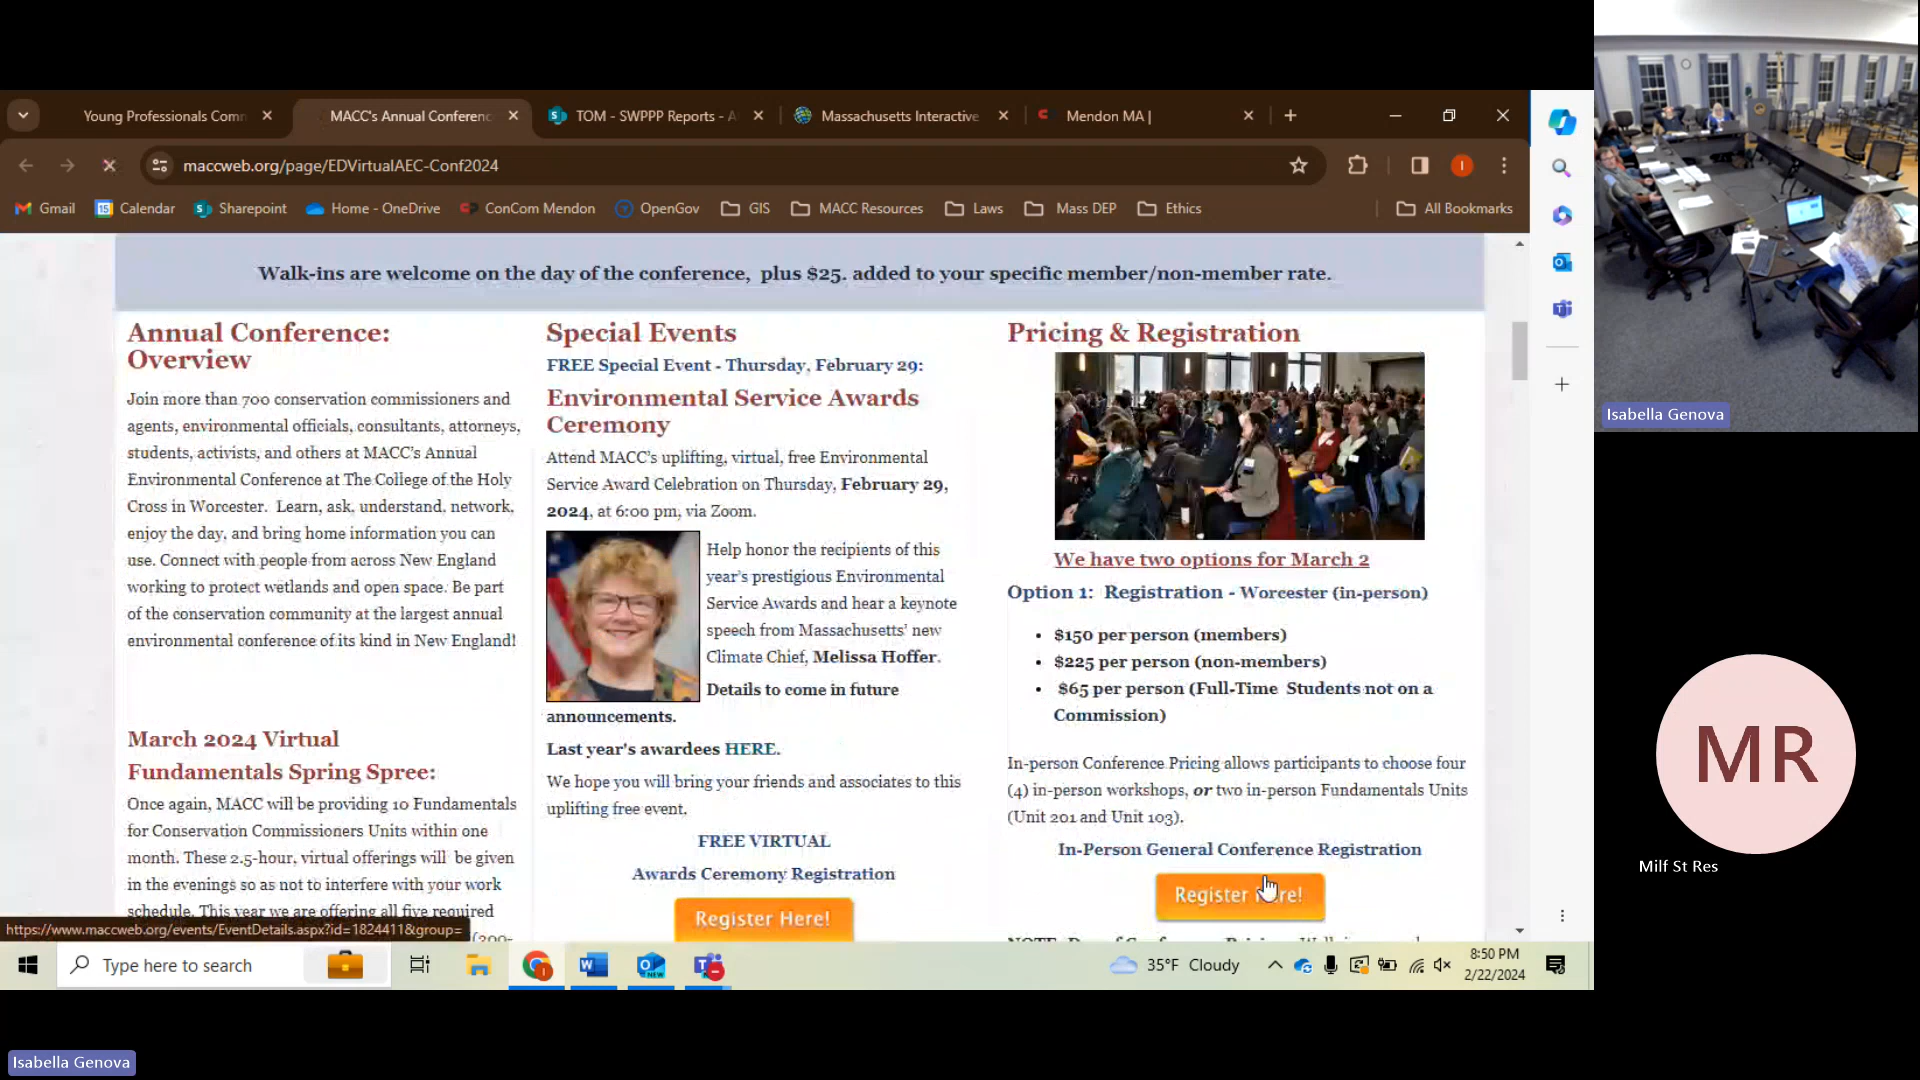 Young Professionals Com
MACC's Annual Conferenc
TOM - SWPPP Reports - A
Massachusetts Interactive
Mendon MA |
maccweb.org/page/EDVirtualAEC-Conf2024
Gmail
Calendar
Sharepoint
Home - OneDrive
ConCom Mendon
OpenGov
GIS
MACC Resources
Laws
Mass DEP
Ethics
All Bookmarks
Walk-ins are welcome on the day of the conference, plus $25. added to your specific member/non-member rate.
Annual Conference:
Overview
Join more than 700 conservation commissioners and
agents, environmental officials, consultants, attorneys,
students, activists, and others at MACC's Annual
Environmental Conference at The College of the Holy
Cross in Worcester. Learn, ask, understand, network,
enjoy the day, and bring home information you can
use. Connect with people from across New England
working to protect wetlands and open space. Be part
of the conservation community at the largest annual
environmental conference of its kind in New England!
March 2024 Virtual
Fundamentals Spring Spree:
Once again, MACC will be providing 10 Fundamentals
for Conservation Commissioners Units within one
month. These 2.5-hour, virtual offerings will be given
in the evenings so as not to interfere with your work
schedule. This year we are offering all five required
Special Events
FREE Special Event - Thursday, February 29:
Environmental Service Awards
Ceremony
Attend MACC's uplifting, virtual, free Environmental
Service Award Celebration on Thursday, February 29,
2024, at 6:00 pm, via Zoom.
Help honor the recipients of this
year's prestigious Environmental
Service Awards and hear a keynote
speech from Massachusetts' new
Climate Chief, Melissa Hoffer.
Details to come in future
announcements.
Last year's awardees HERE.
We hope you will bring your friends and associates to this
uplifting free event.
FREE VIRTUAL
Awards Ceremony Registration
Register Here!
Pricing & Registration
We have two options for March 2
Option 1: Registration - Worcester (in-person)
• $150 per person (members)
• $225 per person (non-members)
• $65 per person (Full-Time Students not on a
Commission)
In-person Conference Pricing allows participants to choose four
(4) in-person workshops, or two in-person Fundamentals Units
(Unit 201 and Unit 103).
In-Person General Conference Registration
Register Here!
https://www.maccweb.org/events/EventDetails.aspx?id=1824411&group=
Type here to search
35°F Cloudy
8:50 PM
2/22/2024
Isabella Genova
MR
Milf St Res
Isabella Genova